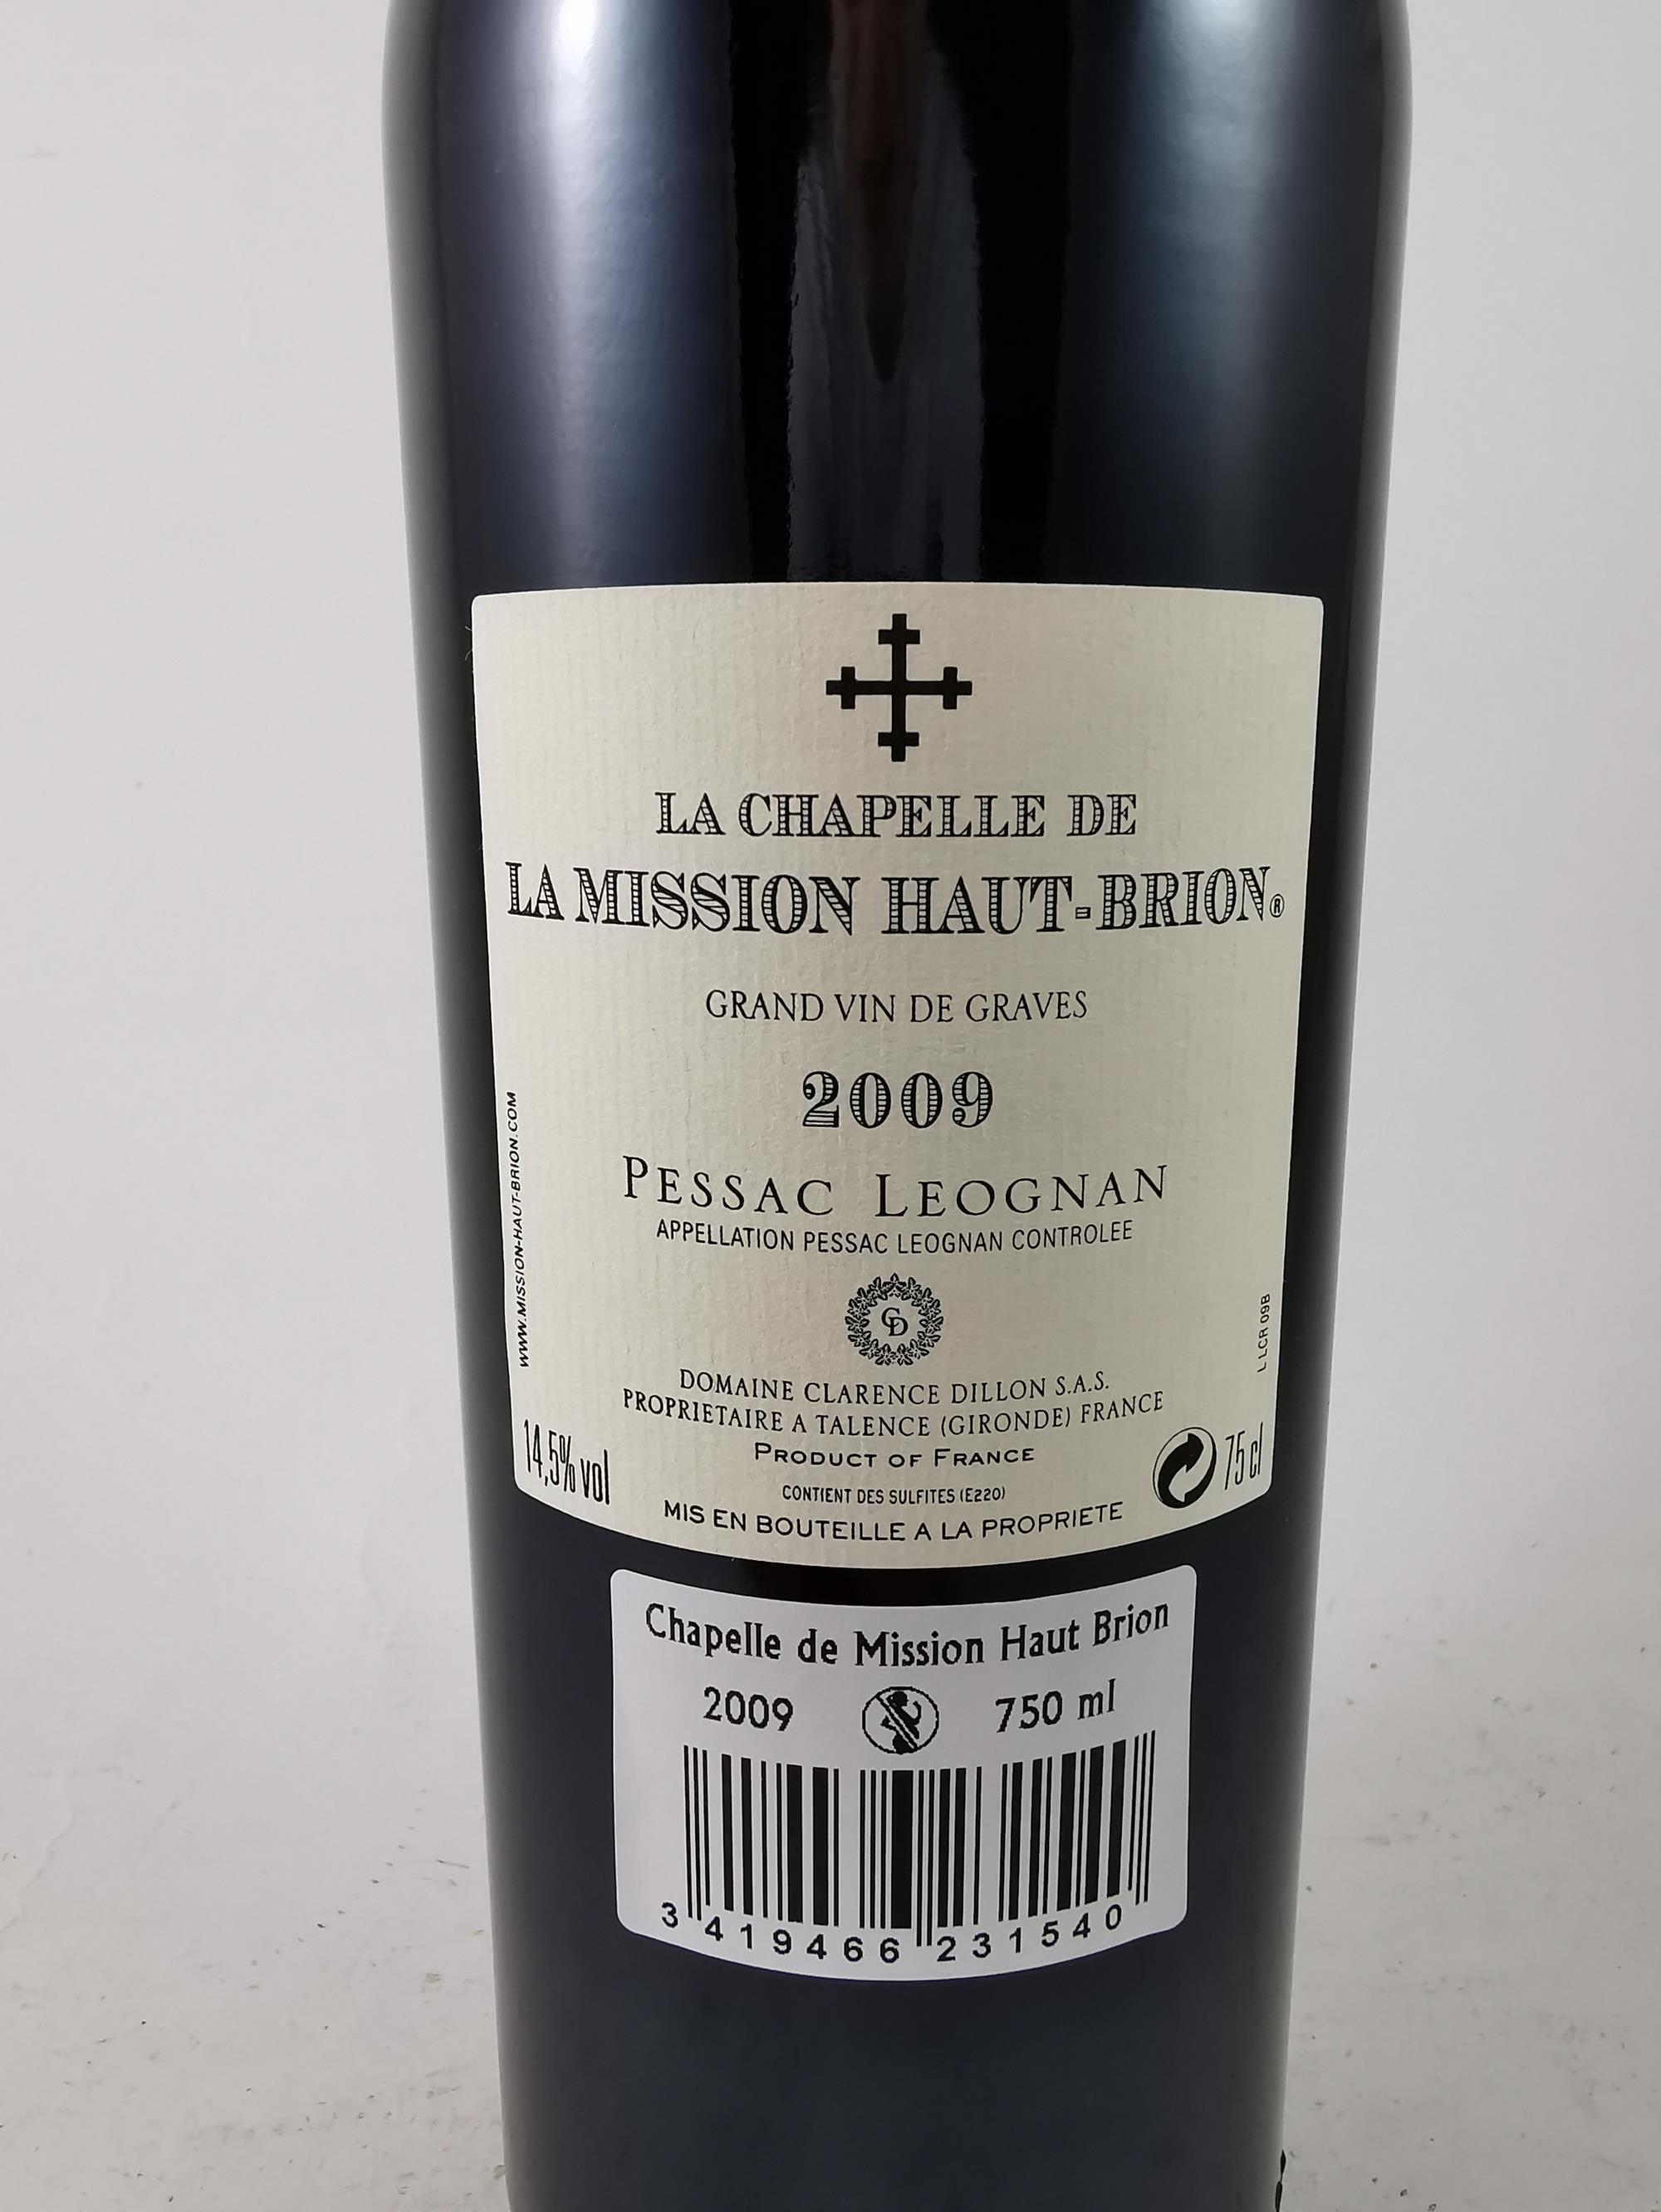 LA CHAPELLE DE
LA MISSION HAUT-BRION®
GRAND VIN DE GRAVES
2009
PESSAC LEOGNAN
APPELLATION PESSAC LEOGNAN CONTROLEE
CD
DOMAINE CLARENCE DILLON S.A.S.
PROPRIETAIRE A TALENCE (GIRONDE) FRANCE
PRODUCT OF FRANCE
CONTIENT DES SULFITES (E220)
MIS EN BOUTEILLE A LA PROPRIETE
14,5% vol
75 cl
WWW.MISSION-HAUT-BRION.COM
L LCR 09B
Chapelle de Mission Haut Brion
2009 750 ml
3 419466 231540